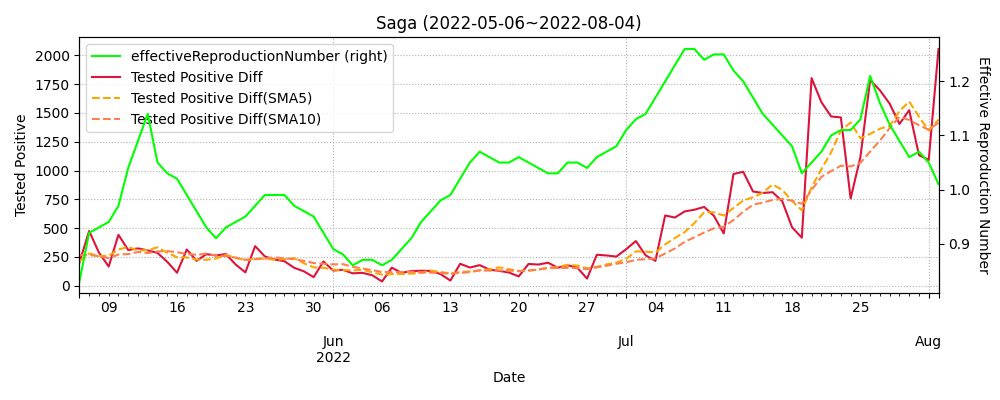 Saga (2022-05-06~2022-08-04)
effectiveReproductionNumber (right)
Tested Positive Diff
Tested Positive Diff(SMA5)
Tested Positive Diff(SMA10)
Tested Positive
2000
1750
1500
1250
1000
750
500
250
0
Effective Reproduction Number
1.2
1.1
1.0
0.9
09 16 23 30 06 13 20 27 04 11 18 25
Jun Jul Aug
2022
Date